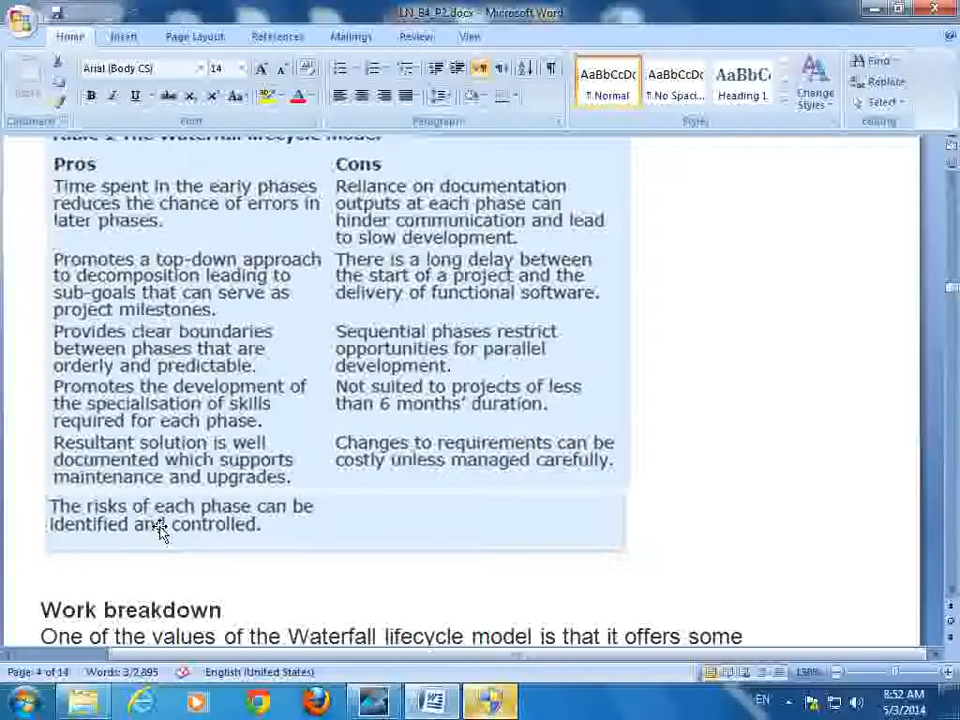 LN_B4_P2.docx - Microsoft Word
Home Insert Page Layout References Mailings Review View
Arial (Body CS) 14
AaBbCcDc AaBbCcDc AaBbC
¶ Normal ¶ No Spaci... Heading 1
Change Styles
Find
Replace
Select
Font Paragraph Styles Editing
Table 1 The Waterfall lifecycle model
Pros Cons
Time spent in the early phases
reduces the chance of errors in
later phases.
Reliance on documentation
outputs at each phase can
hinder communication and lead
to slow development.
Promotes a top-down approach
to decomposition leading to
sub-goals that can serve as
project milestones.
There is a long delay between
the start of a project and the
delivery of functional software.
Provides clear boundaries
between phases that are
orderly and predictable.
Sequential phases restrict
opportunities for parallel
development.
Promotes the development of
the specialisation of skills
required for each phase.
Not suited to projects of less
than 6 months' duration.
Resultant solution is well
documented which supports
maintenance and upgrades.
Changes to requirements can be
costly unless managed carefully.
The risks of each phase can be
identified and controlled.
Work breakdown
One of the values of the Waterfall lifecycle model is that it offers some
Page: 4 of 14 Words: 3/2,895 English (United States) 138%
EN 8:52 AM
5/3/2014